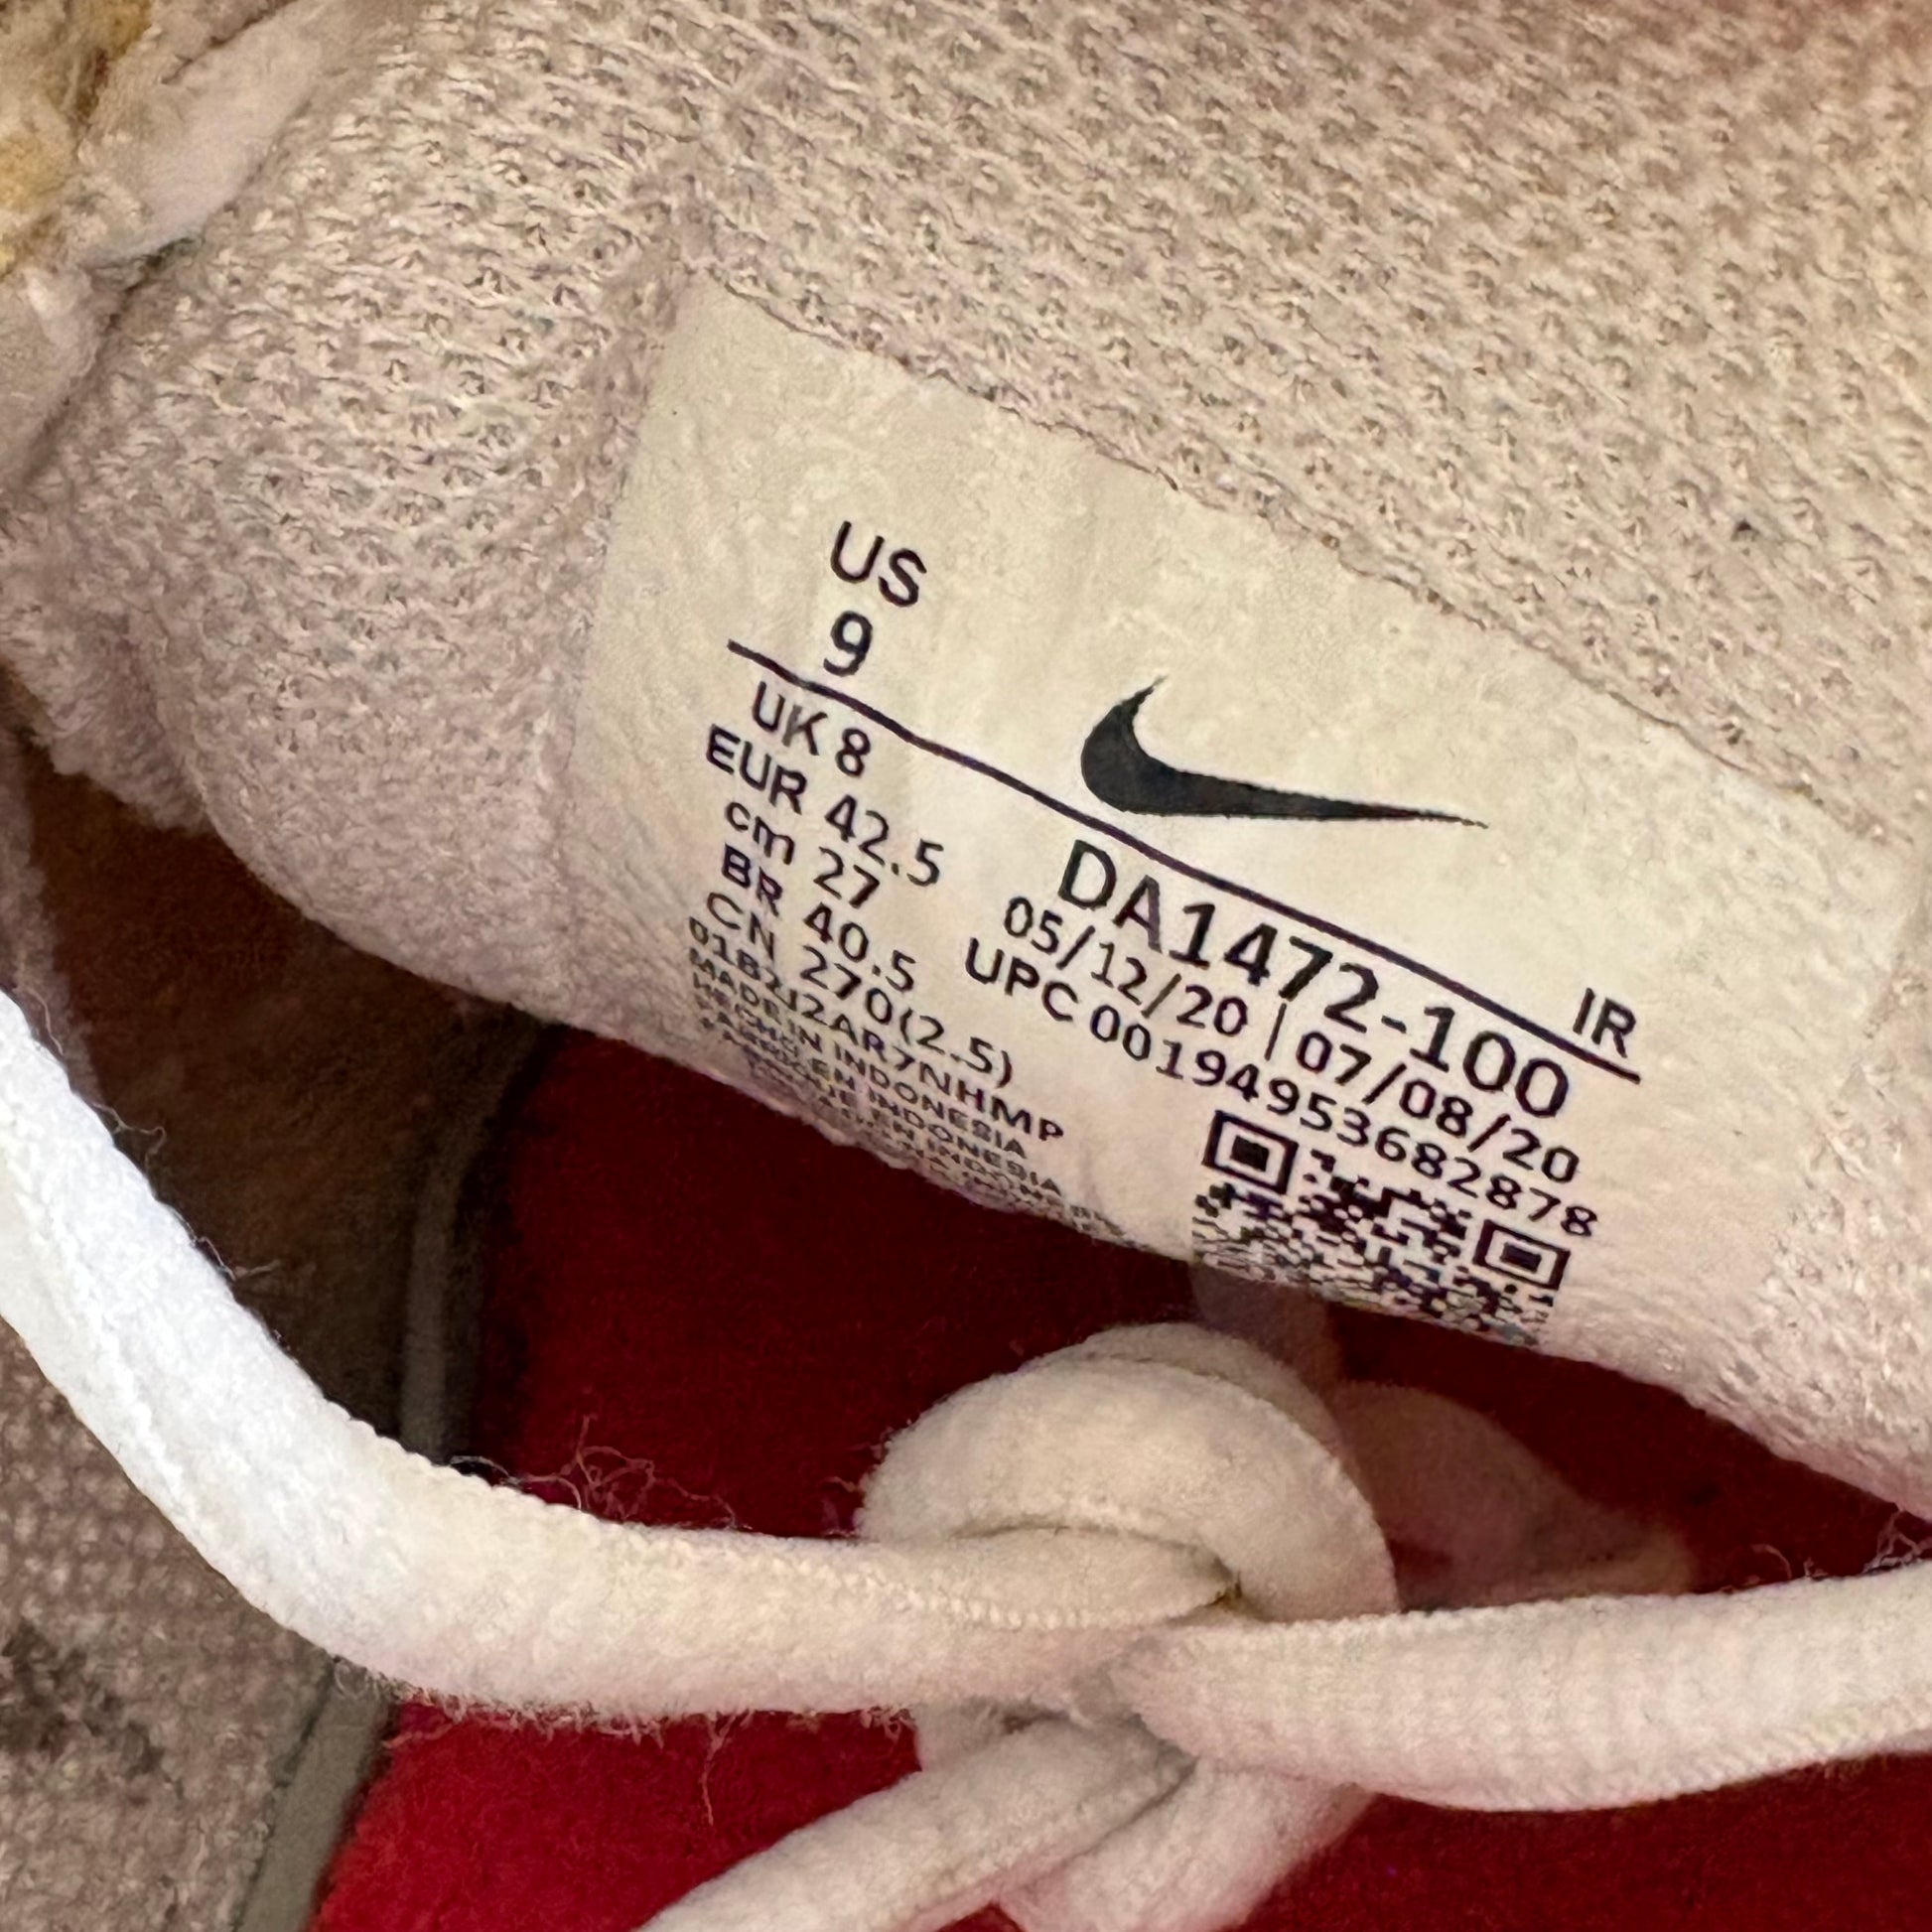 US
9
UK 8
EUR 42.5
cm 27
BR 40.5
CN 270(2.5)
MADE IN INDONESIA
IR
DA1472-100
05/12/20 | 07/08/20
UPC 00194953682878